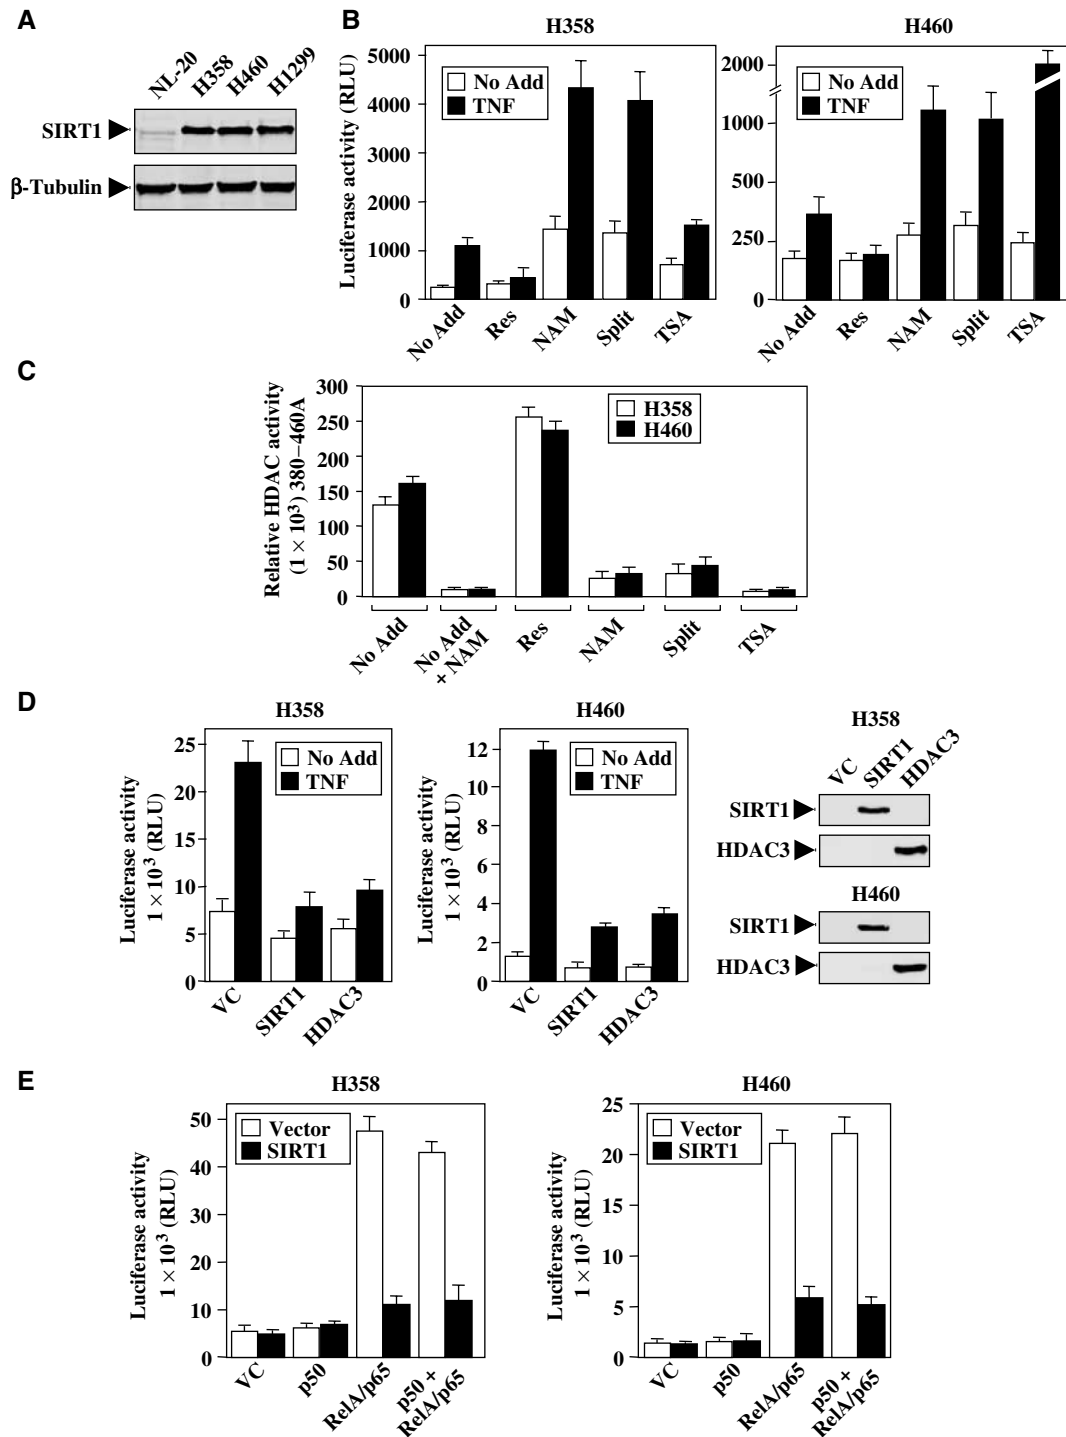 A
NL-20 H358 H460 H1299
SIRT1
β-Tubulin
B
H358
Luciferase activity (RLU)
5000
4000
3000
2000
1000
0
No Add
TNF
No Add Res NAM Split TSA
H460
2000
1000
500
250
0
No Add
TNF
No Add Res NAM Split TSA
C
Relative HDAC activity
(1 × 10³) 380–460A
300
250
200
150
100
50
0
H358
H460
No Add No Add + NAM Res NAM Split TSA
D
H358
Luciferase activity
1 × 10³ (RLU)
25
20
15
10
5
0
No Add
TNF
VC SIRT1 HDAC3
H460
Luciferase activity
1 × 10³ (RLU)
12
10
8
6
4
2
0
No Add
TNF
VC SIRT1 HDAC3
H358
VC SIRT1 HDAC3
SIRT1
HDAC3
H460
SIRT1
HDAC3
E
H358
Luciferase activity
1 × 10³ (RLU)
50
40
30
20
10
0
Vector
SIRT1
VC p50 RelA/p65 p50 + RelA/p65
H460
Luciferase activity
1 × 10³ (RLU)
25
20
15
10
5
0
Vector
SIRT1
VC p50 RelA/p65 p50 + RelA/p65